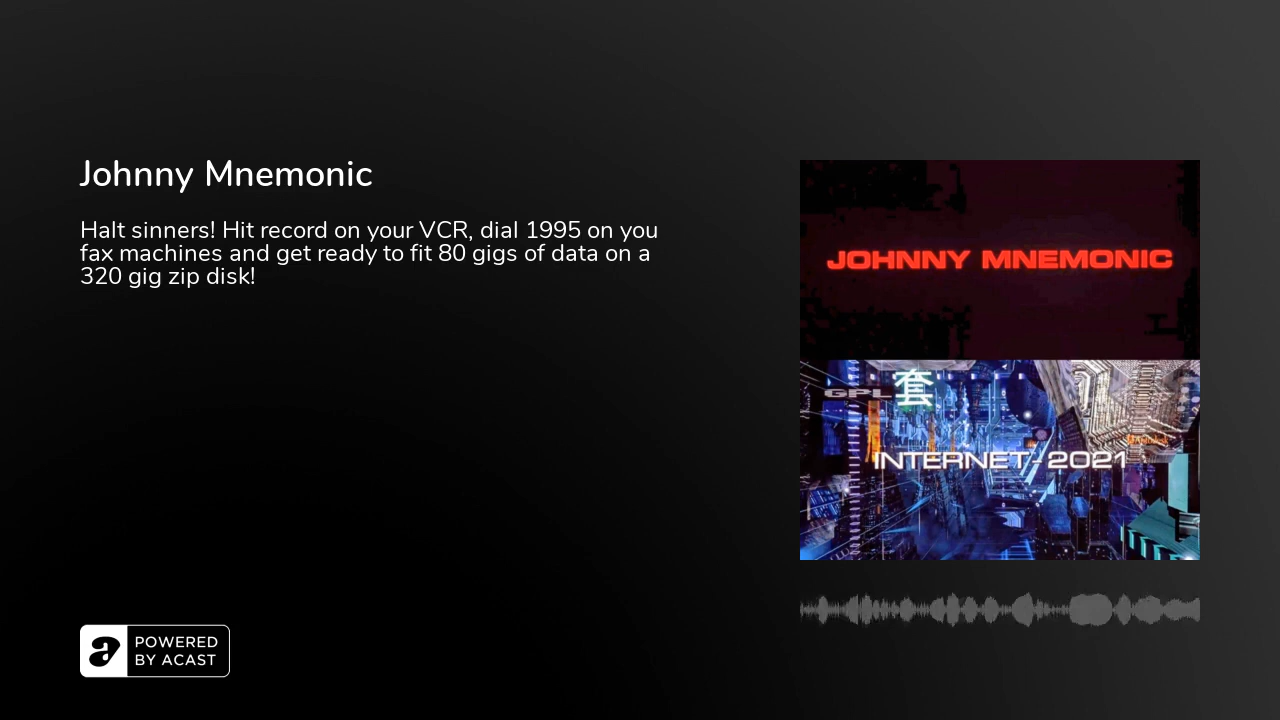 Johnny Mnemonic
Halt sinners! Hit record on your VCR, dial 1995 on you
fax machines and get ready to fit 80 gigs of data on a
320 gig zip disk!
JOHNNY MNEMONIC
GPL 套
INTERNET-2021
a POWERED
BY ACAST